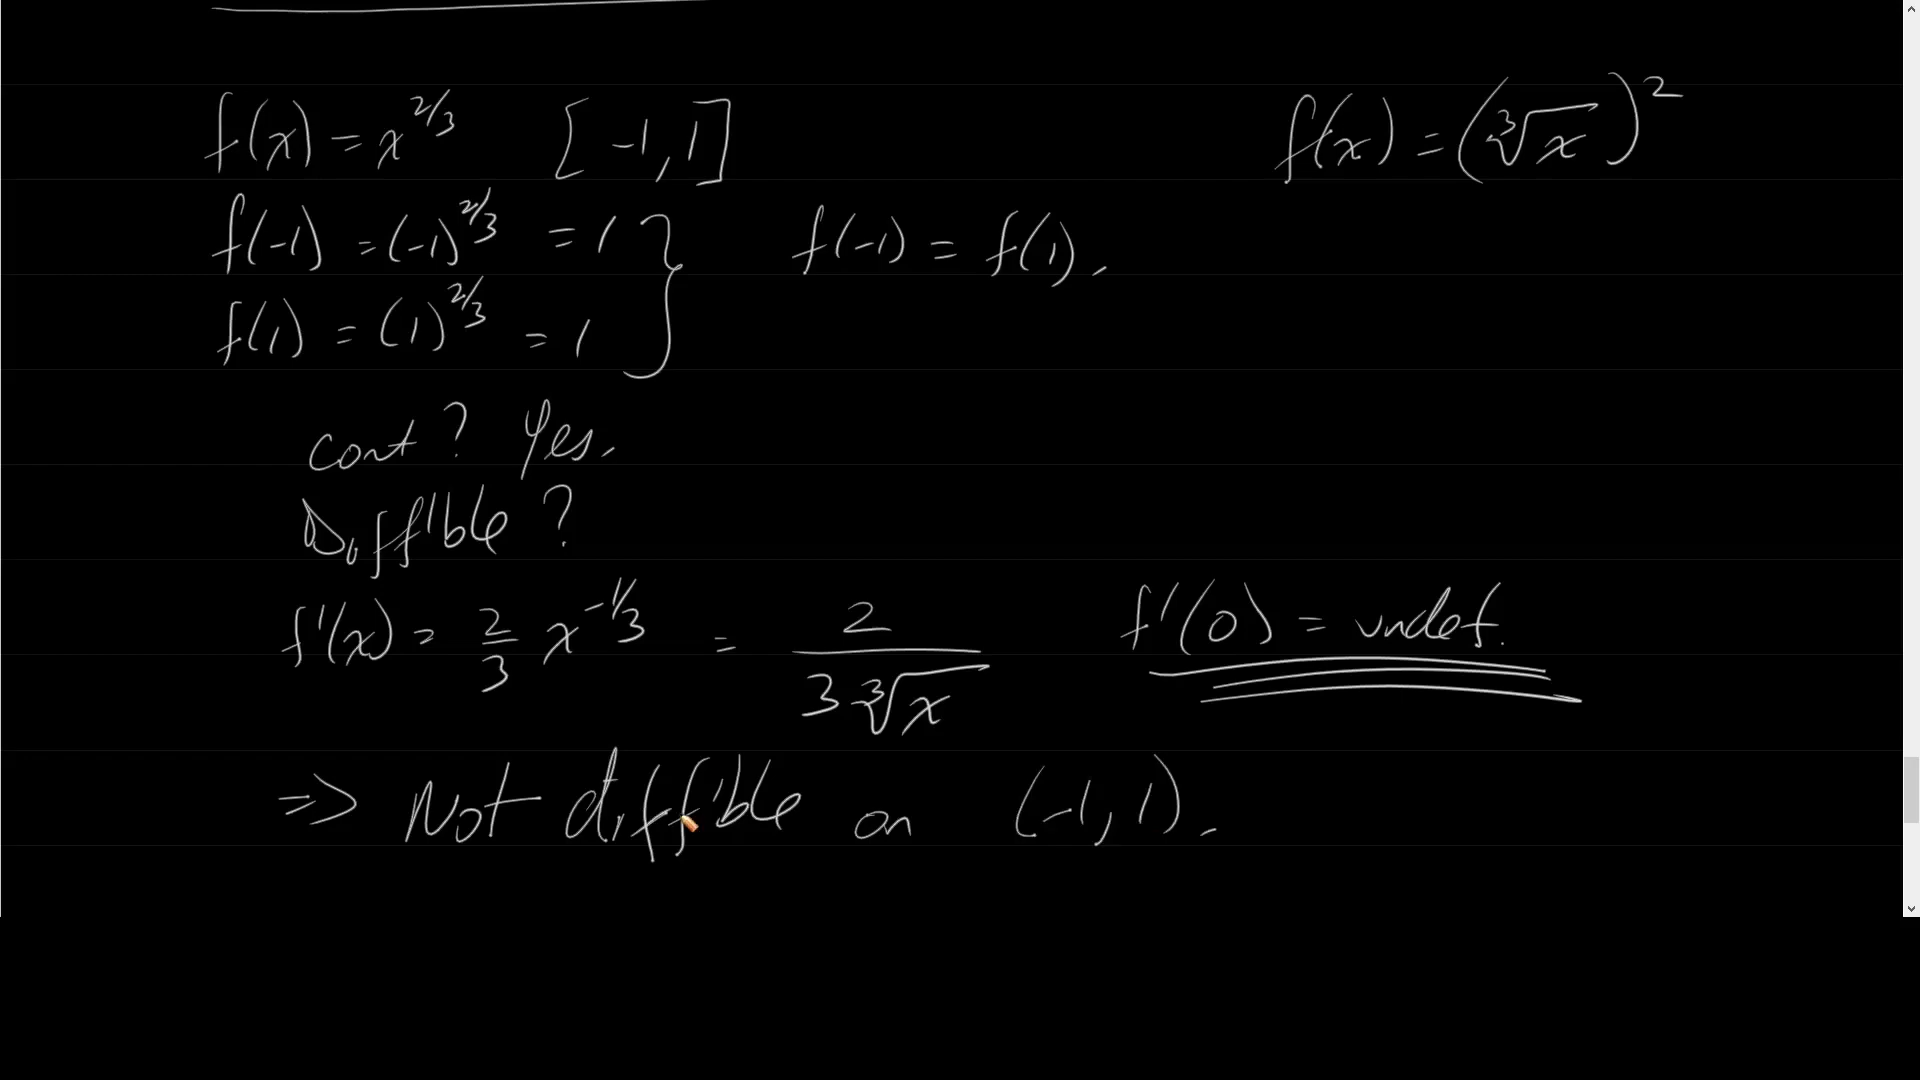 f(x) = x^{2/3} [-1, 1] f(x) = (∛x)^2
f(-1) = (-1)^{2/3} = 1 } f(-1) = f(1).
f(1) = (1)^{2/3} = 1
cont? Yes.
Diff'ble?
f'(x) = 2/3 x^{-1/3} = 2/(3∛x) f'(0) = undef.
=> Not diff'ble on (-1, 1).